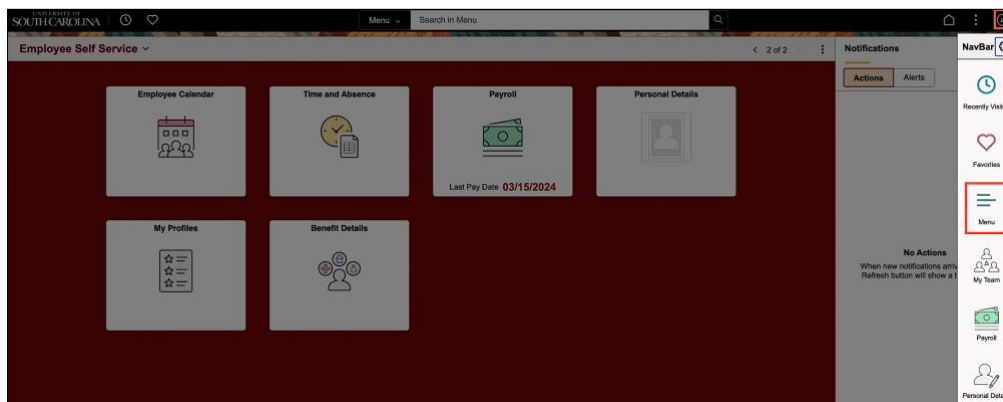 UNIVERSITY OF
SOUTH CAROLINA
Menu
Search in Menu
Employee Self Service
2 of 2
Notifications
NavBar
Actions
Alerts
Employee Calendar
Time and Absence
Payroll
Personal Details
Last Pay Date 03/15/2024
My Profiles
Benefit Details
No Actions
When new notifications arriv
Refresh button will show a b
Recently Visit
Favorites
Menu
My Team
Payroll
Personal Deta